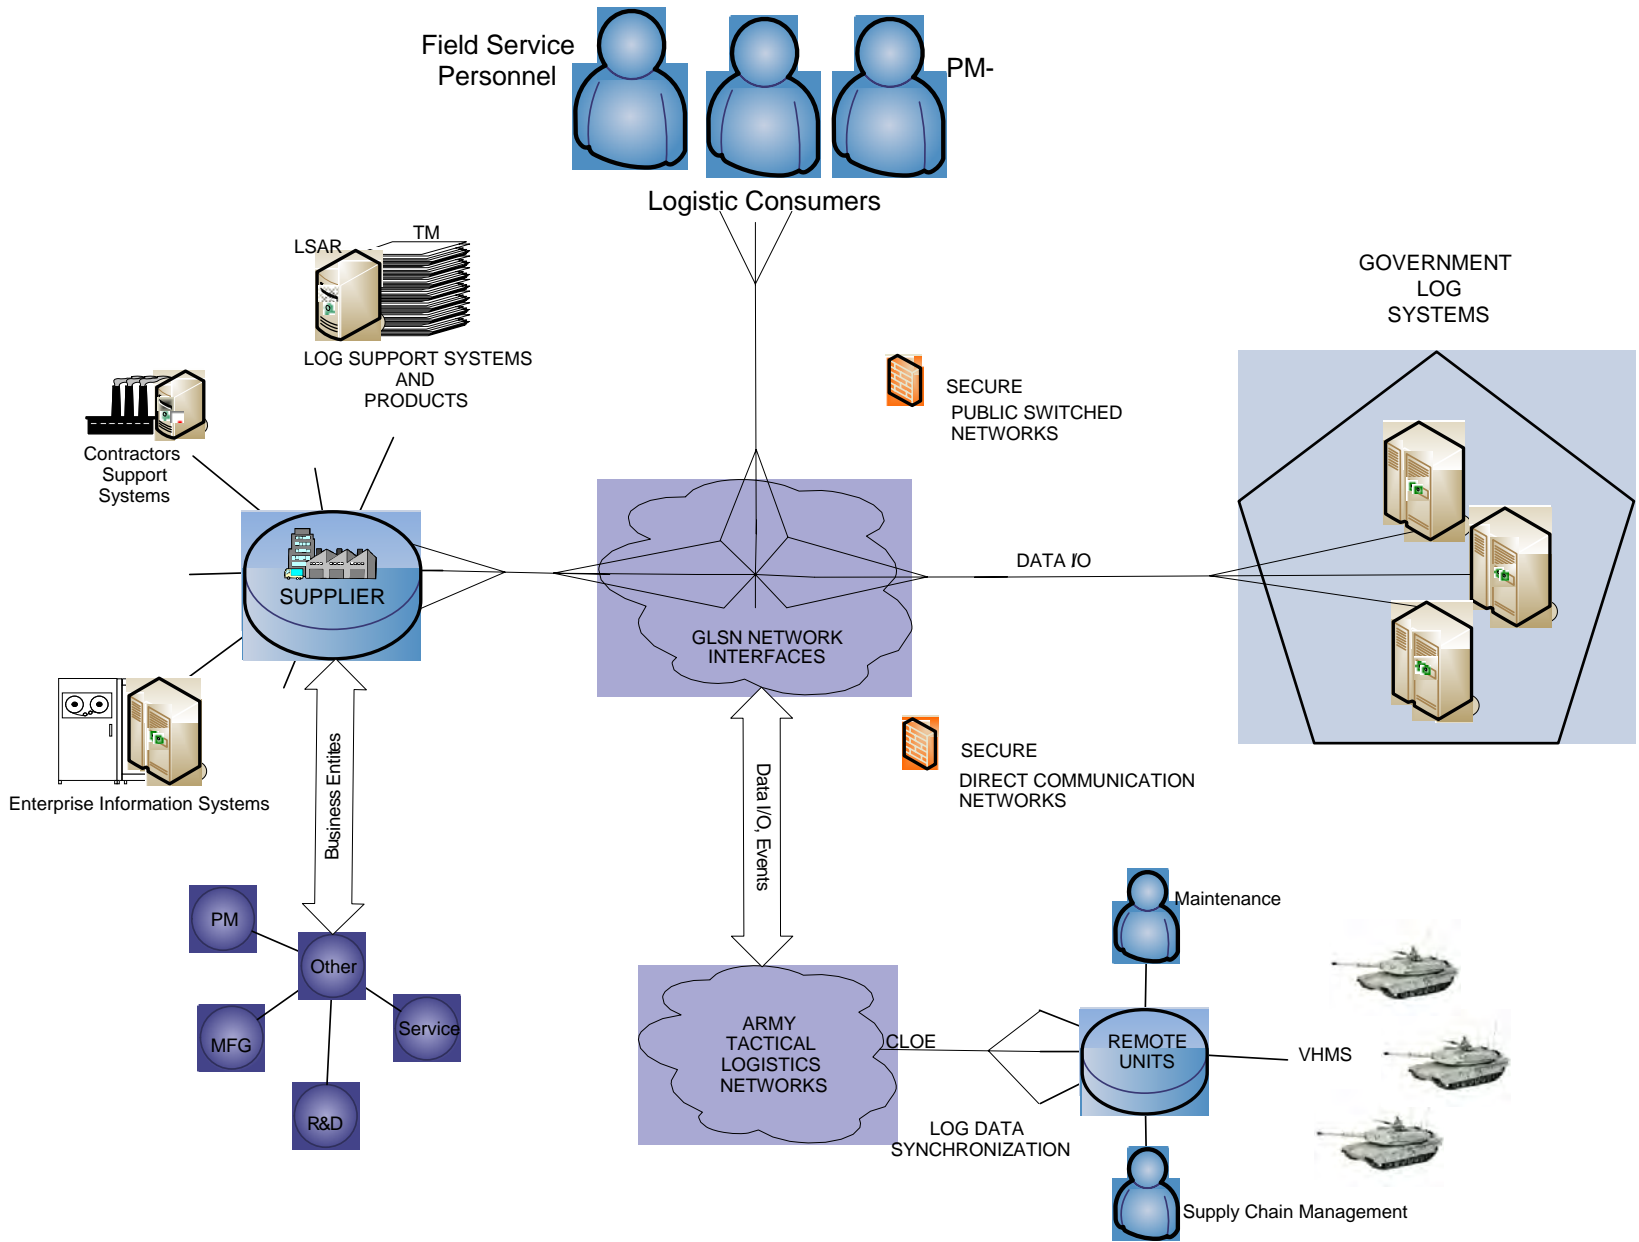 Field Service
Personnel
PM-
Logistic Consumers
LSAR
TM
LOG SUPPORT SYSTEMS
AND
PRODUCTS
GOVERNMENT
LOG
SYSTEMS
SECURE
PUBLIC SWITCHED
NETWORKS
Contractors
Support
Systems
SUPPLIER
DATA I/O
GLSN NETWORK
INTERFACES
Enterprise Information Systems
Business Entities
Data I/O, Events
SECURE
DIRECT COMMUNICATION
NETWORKS
PM
Other
MFG
Service
R&D
ARMY
TACTICAL
LOGISTICS
NETWORKS
CLOE
LOG DATA
SYNCHRONIZATION
Maintenance
REMOTE
UNITS
VHMS
Supply Chain Management